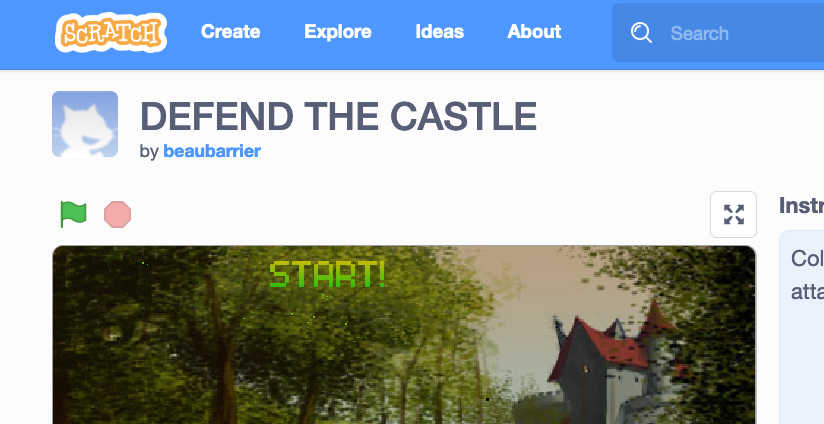 SCRATCH Create Explore Ideas About Search
DEFEND THE CASTLE
by beaubarrier
Instr
START!
Col
atta